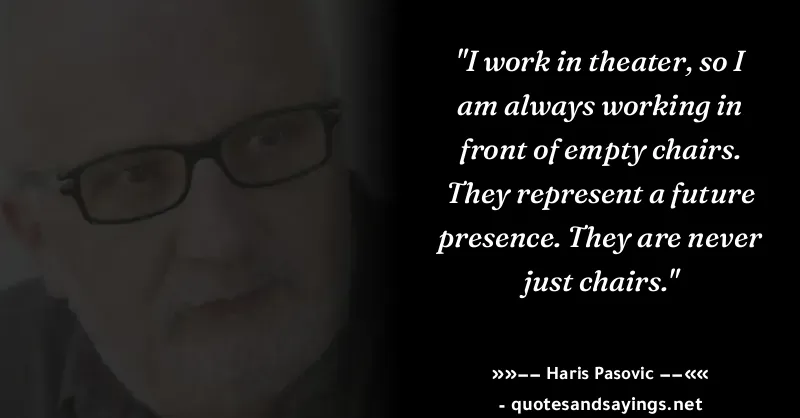 "I work in theater, so I
am always working in
front of empty chairs.
They represent a future
presence. They are never
just chairs."
»»−− Haris Pasovic −−««
- quotesandsayings.net